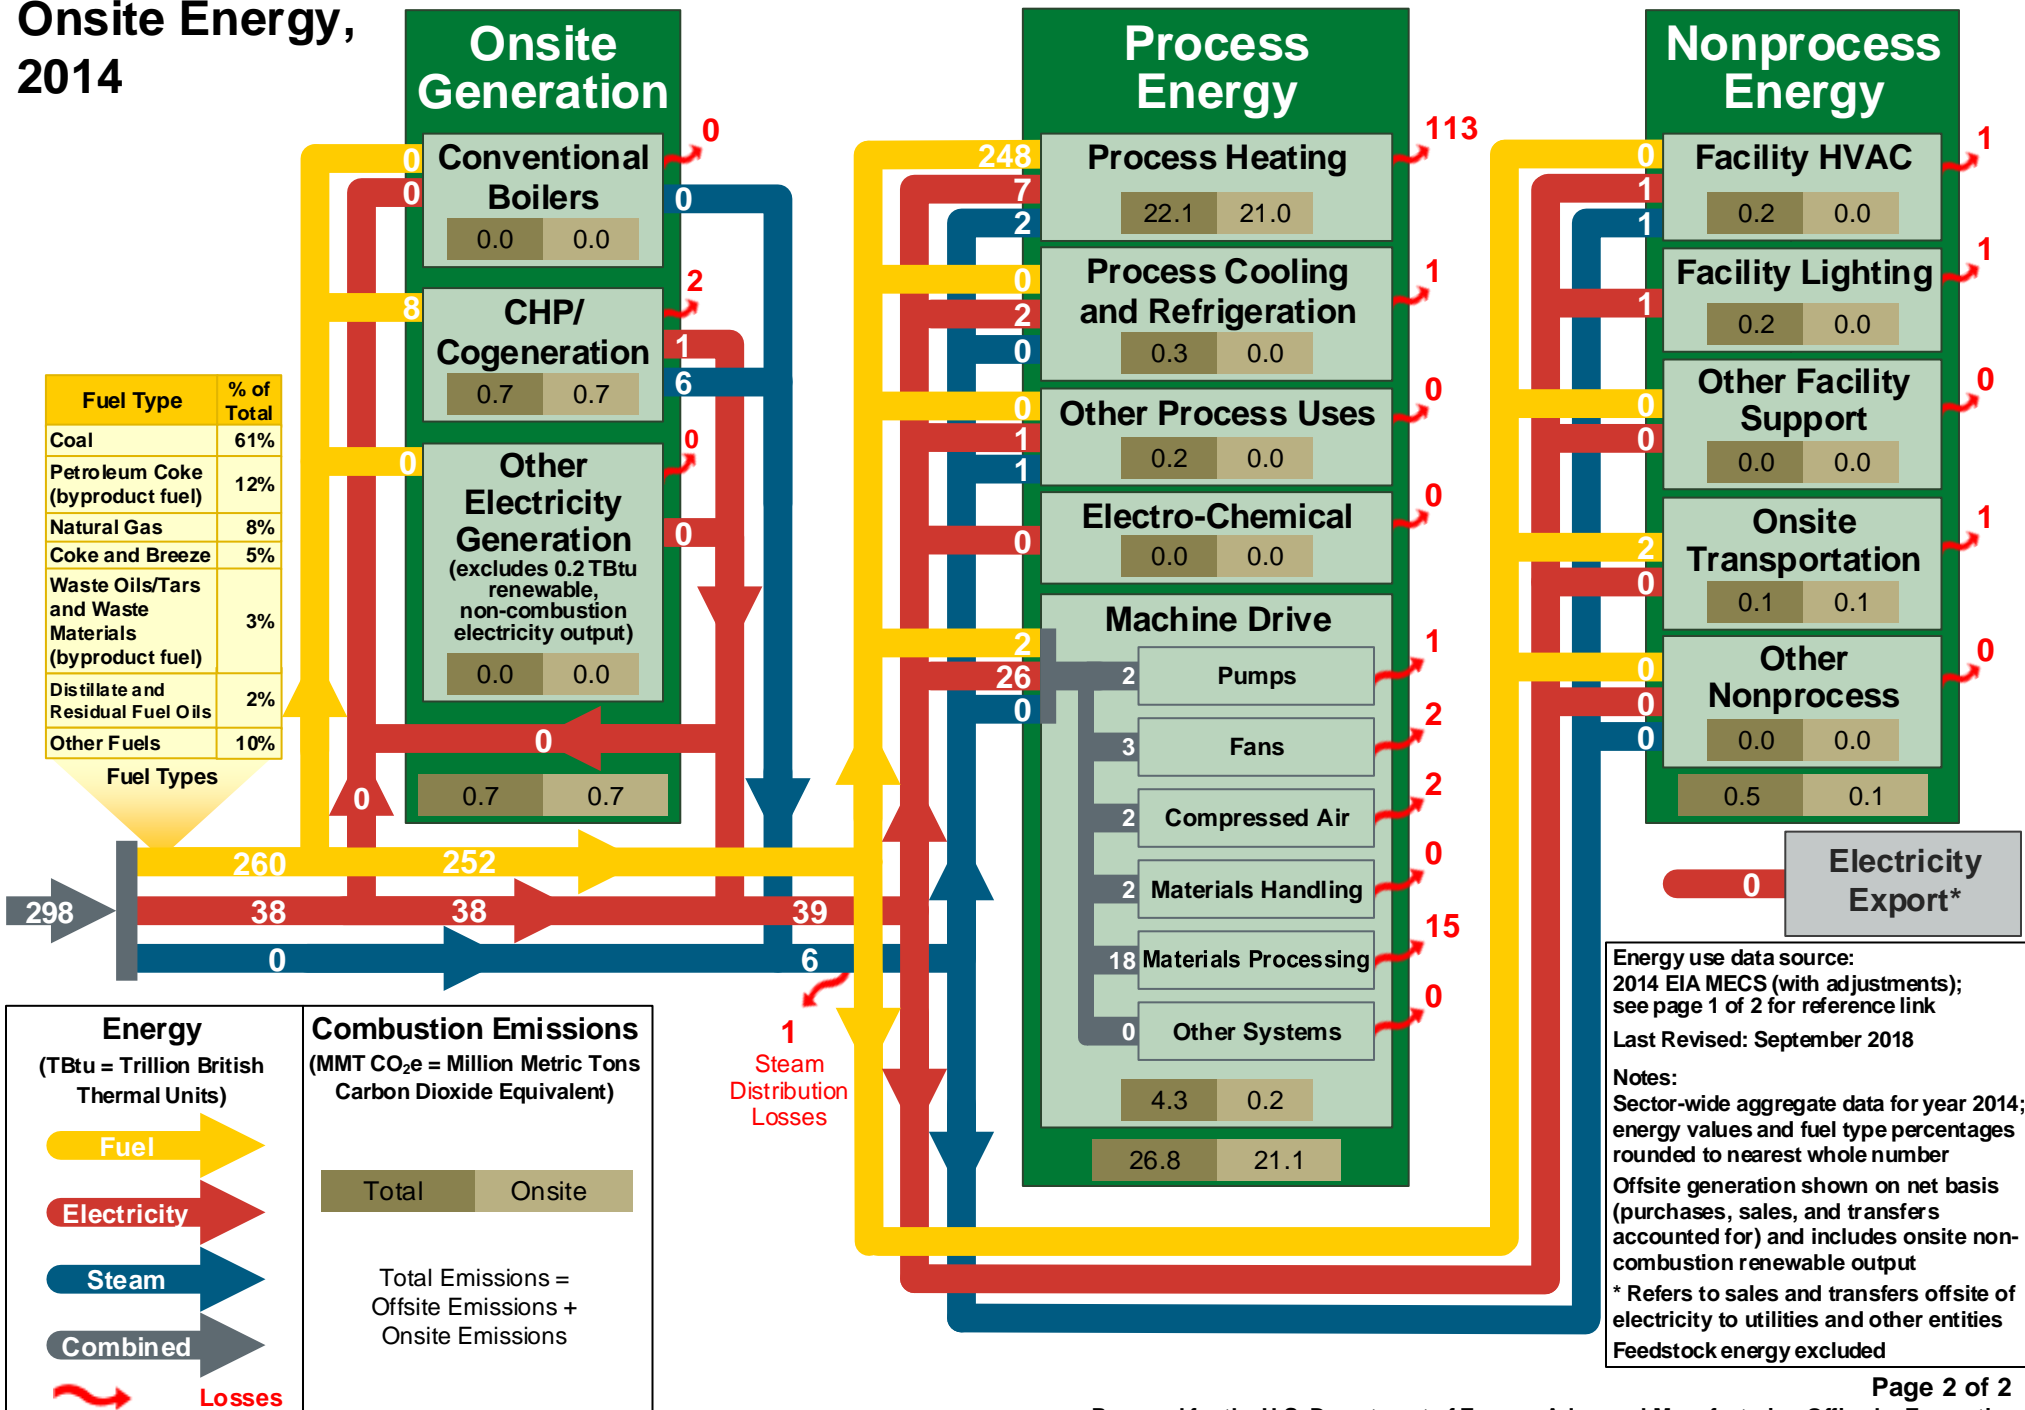 Onsite Energy,
2014
Onsite
Generation
Conventional
Boilers
0
0
0
0
0.0 0.0
CHP/
Cogeneration
8
2
1
6
0.7 0.7
Other
Electricity
Generation
(excludes 0.2 TBtu
renewable,
non-combustion
electricity output)
0
0
0
0.0 0.0
0
0
0.7 0.7
Fuel Type % of Total
Coal 61%
Petroleum Coke
(byproduct fuel) 12%
Natural Gas 8%
Coke and Breeze 5%
Waste Oils/Tars
and Waste
Materials
(byproduct fuel) 3%
Distillate and
Residual Fuel Oils 2%
Other Fuels 10%
Fuel Types
298
260 252
38 38 39
0 6
1
Steam
Distribution
Losses
Process
Energy
Process Heating
248
7
2
113
22.1 21.0
Process Cooling
and Refrigeration
0
2
0
1
0.3 0.0
Other Process Uses
0
1
1
0
0.2 0.0
Electro-Chemical
0
0
0.0 0.0
Machine Drive
2
26
0
2 Pumps 1
3 Fans 2
2 Compressed Air 2
2 Materials Handling 0
18 Materials Processing 15
0 Other Systems 0
4.3 0.2
26.8 21.1
Nonprocess
Energy
Facility HVAC
0
1
1
1
0.2 0.0
Facility Lighting
1
1
0.2 0.0
Other Facility
Support
0
0
0
0.0 0.0
Onsite
Transportation
2
0
1
0.1 0.1
Other
Nonprocess
0
0
0
0
0.0 0.0
0.5 0.1
0
Electricity
Export*
Energy
(TBtu = Trillion British
Thermal Units)
Fuel
Electricity
Steam
Combined
Losses
Combustion Emissions
(MMT CO₂e = Million Metric Tons
Carbon Dioxide Equivalent)
Total Onsite
Total Emissions =
Offsite Emissions +
Onsite Emissions
Energy use data source:
2014 EIA MECS (with adjustments);
see page 1 of 2 for reference link
Last Revised: September 2018
Notes:
Sector-wide aggregate data for year 2014;
energy values and fuel type percentages
rounded to nearest whole number
Offsite generation shown on net basis
(purchases, sales, and transfers
accounted for) and includes onsite non-
combustion renewable output
* Refers to sales and transfers offsite of
electricity to utilities and other entities
Feedstock energy excluded
Page 2 of 2